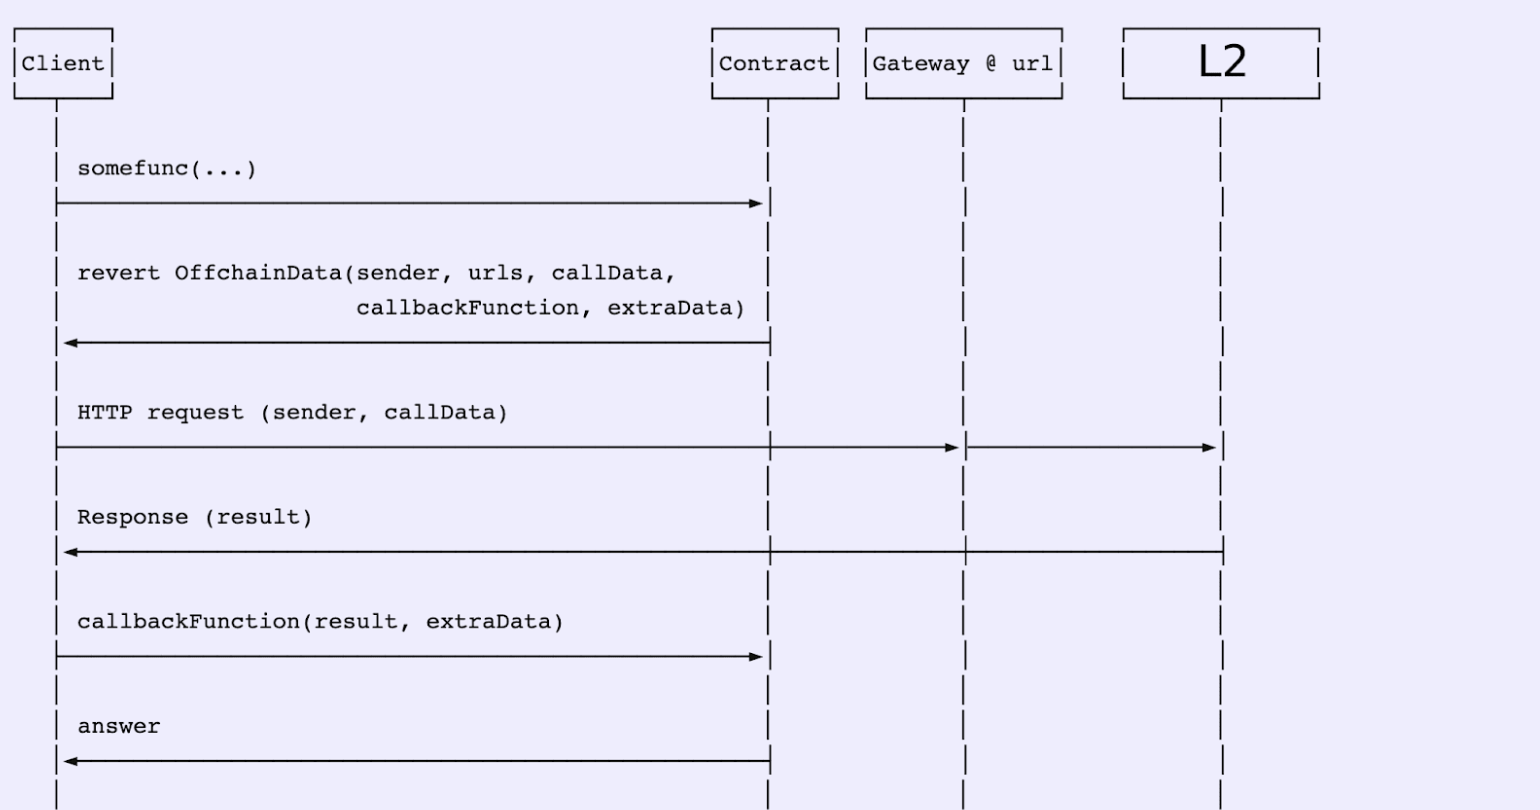 Client
Contract
Gateway @ url
L2
somefunc(...)
revert OffchainData(sender, urls, callData,
callbackFunction, extraData)
HTTP request (sender, callData)
Response (result)
callbackFunction(result, extraData)
answer